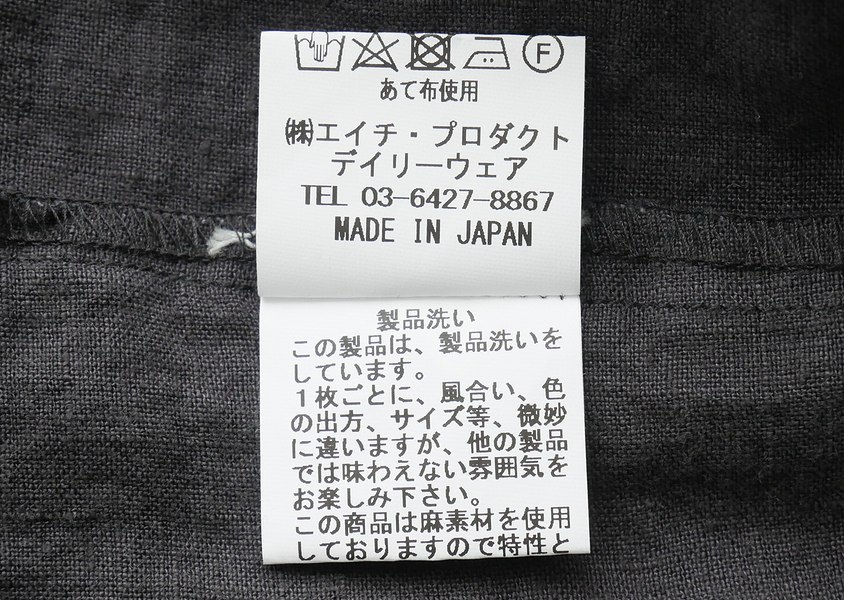 F
あて布使用
㈱エイチ・プロダクト
デイリーウェア
TEL 03-6427-8867
MADE IN JAPAN
製品洗い
この製品は、製品洗いを
しています。
1枚ごとに、風合い、色
の出方、サイズ等、微妙
に違いますが、他の製品
では味わえない雰囲気を
お楽しみ下さい。
この商品は麻素材を使用
しておりますので特性と